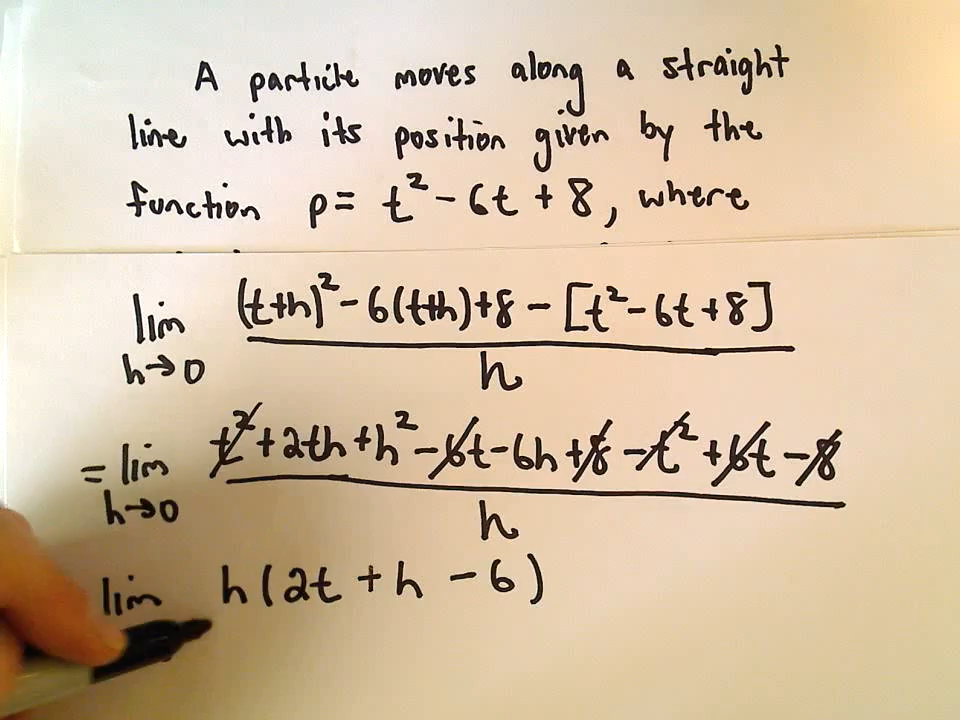 A particle moves along a straight
line with its position given by the
function p = t² - 6t + 8, where
lim h→0 (t+h)² - 6(t+h) + 8 - [t² - 6t + 8] / h
= lim h→0 t² + 2th + h² - 6t - 6h + 8 - t² + 6t - 8 / h
lim h(2t + h - 6)